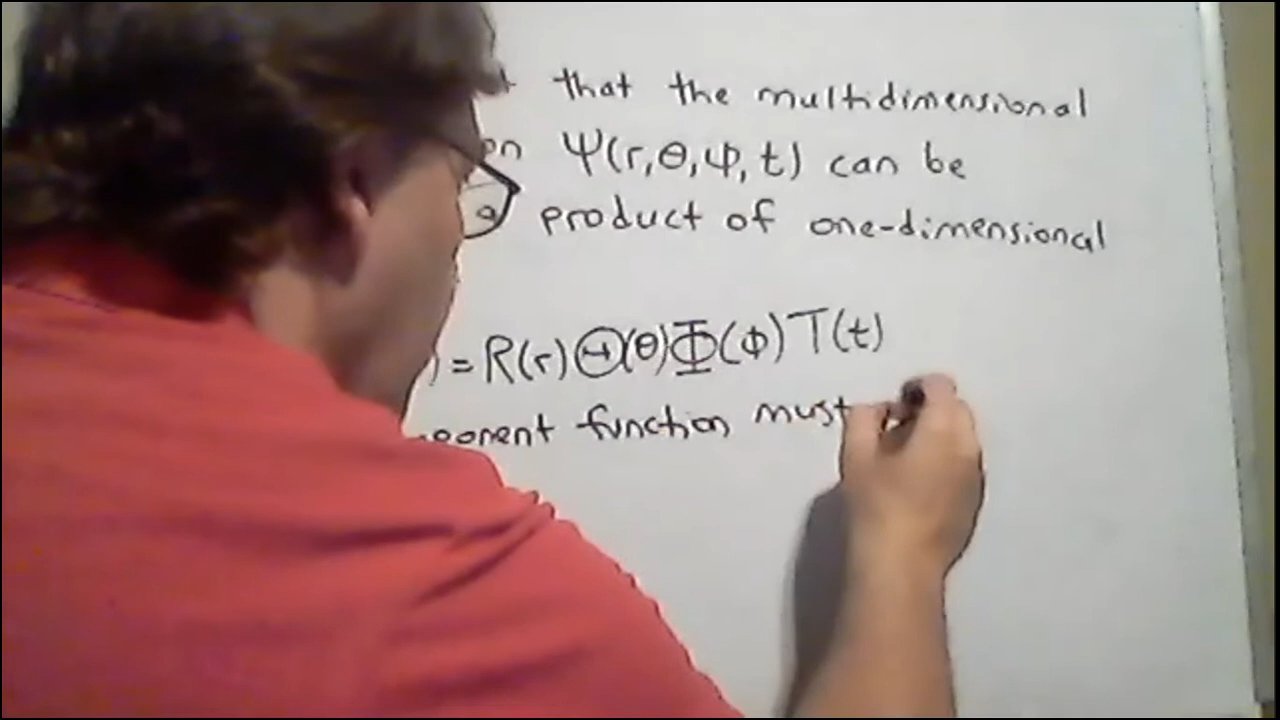 that the multidimensional
Ψ(r,θ,φ,t) can be
product of one-dimensional
) = R(r)Θ(θ)Φ(Φ)T(t)
function must